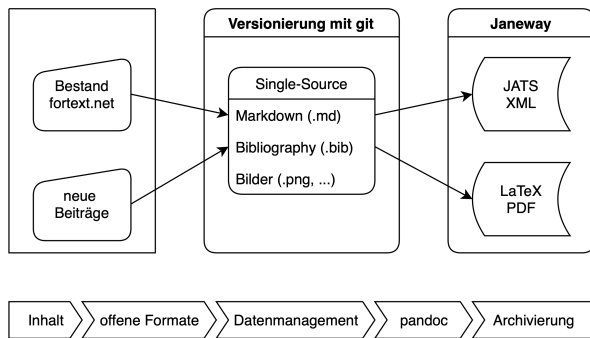 Versionierung mit git
Janeway
Bestand
fortext.net
neue
Beiträge
Single-Source
Markdown (.md)
Bibliography (.bib)
Bilder (.png, ...)
JATS
XML
LaTeX
PDF
Inhalt
offene Formate
Datenmanagement
pandoc
Archivierung